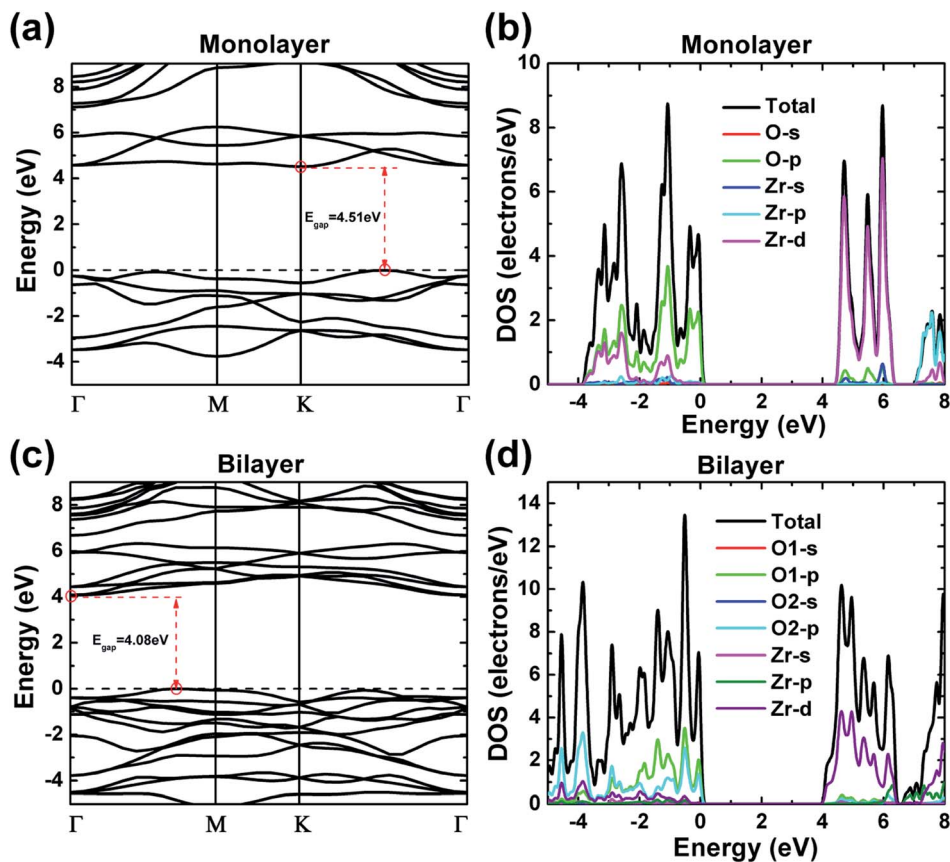 (a)
Monolayer
Energy (eV)
8
6
4
2
0
-2
-4
E_gap=4.51eV
Γ M K Γ
(b)
Monolayer
DOS (electrons/eV)
10
8
6
4
2
0
Total
O-s
O-p
Zr-s
Zr-p
Zr-d
-4 -2 0 2 4 6 8
Energy (eV)
(c)
Bilayer
Energy (eV)
8
6
4
2
0
-2
-4
E_gap=4.08eV
Γ M K Γ
(d)
Bilayer
DOS (electrons/eV)
15
14
12
10
8
6
4
2
0
Total
O1-s
O1-p
O2-s
O2-p
Zr-s
Zr-p
Zr-d
-4 -2 0 2 4 6 8
Energy (eV)